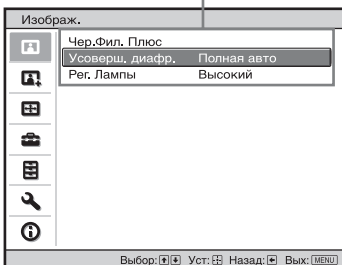 Изображ.
Чер.Фил. Плюс
Усоверш. диафр. Полная авто
Рег. Лампы Высокий
Выбор: Уст: Назад: Вых: MENU